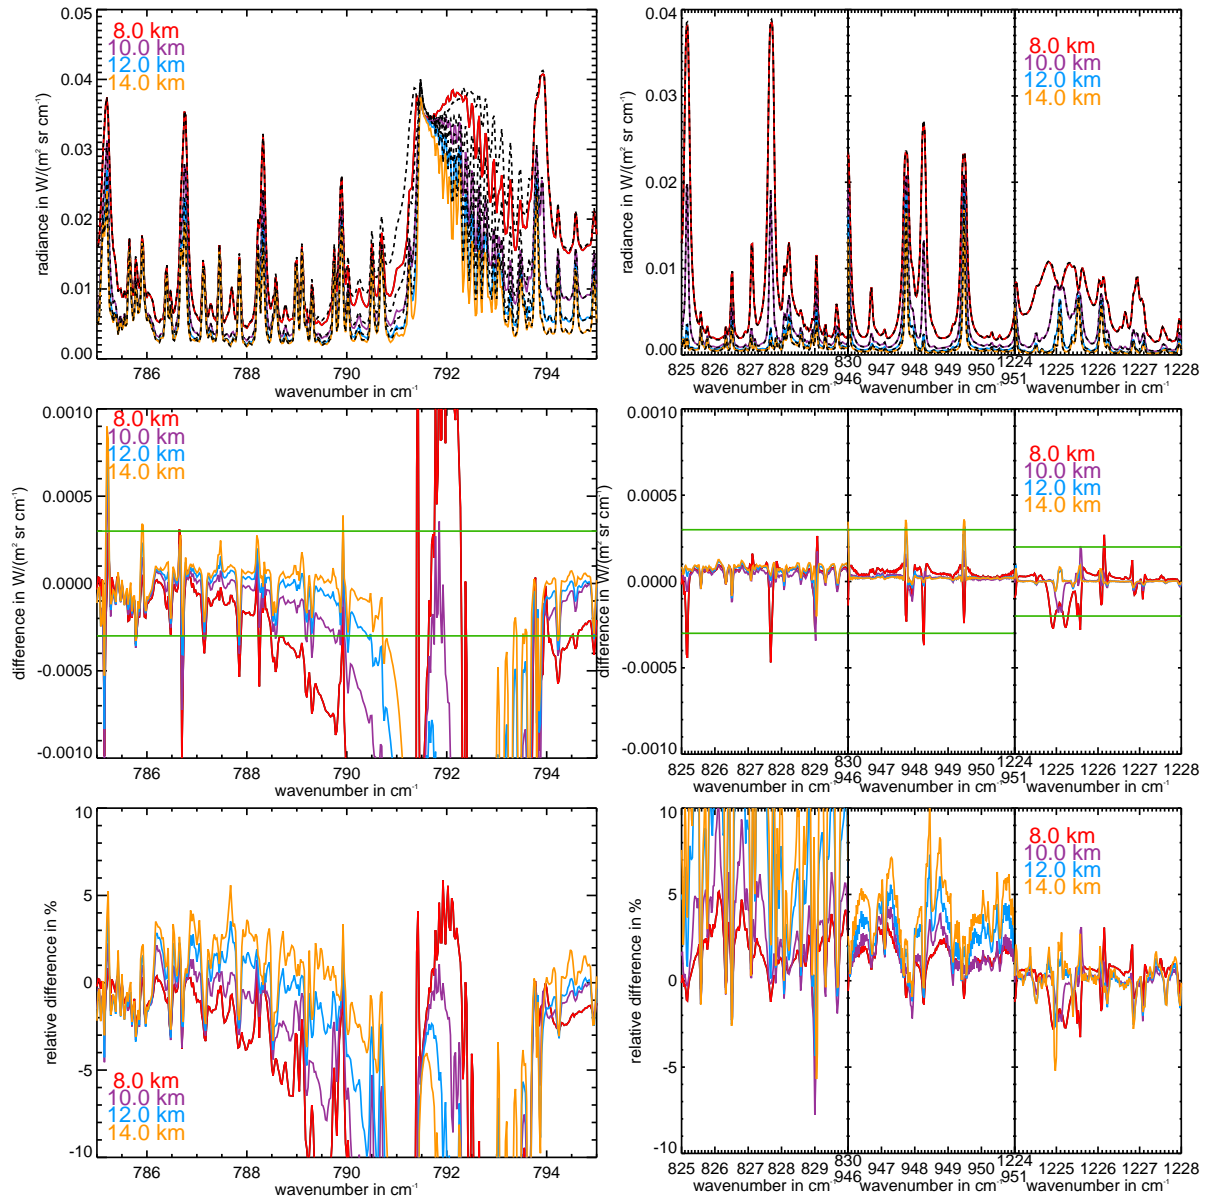 0.05
0.04
0.03
0.02
0.01
0.00
radiance in W/(m² sr cm⁻¹)
8.0 km
10.0 km
12.0 km
14.0 km
786 788 790 792 794
wavenumber in cm⁻¹
0.04
0.03
0.02
0.01
0.00
radiance in W/(m² sr cm⁻¹)
8.0 km
10.0 km
12.0 km
14.0 km
825 826 827 828 829 830 947 948 949 950 1224 1225 1226 1227 1228
946 951
wavenumber in cm⁻¹ wavenumber in cm⁻¹ wavenumber in cm⁻¹
0.0010
0.0005
0.0000
-0.0005
-0.0010
difference in W/(m² sr cm⁻¹)
8.0 km
10.0 km
12.0 km
14.0 km
786 788 790 792 794
wavenumber in cm⁻¹
0.0010
0.0005
0.0000
-0.0005
-0.0010
difference in W/(m² sr cm⁻¹)
8.0 km
10.0 km
12.0 km
14.0 km
825 826 827 828 829 830 947 948 949 950 1224 1225 1226 1227 1228
946 951
wavenumber in cm⁻¹ wavenumber in cm⁻¹ wavenumber in cm⁻¹
10
5
0
-5
-10
relative difference in %
8.0 km
10.0 km
12.0 km
14.0 km
786 788 790 792 794
wavenumber in cm⁻¹
10
5
0
-5
-10
relative difference in %
8.0 km
10.0 km
12.0 km
14.0 km
825 826 827 828 829 830 947 948 949 950 1224 1225 1226 1227 1228
946 951
wavenumber in cm⁻¹ wavenumber in cm⁻¹ wavenumber in cm⁻¹